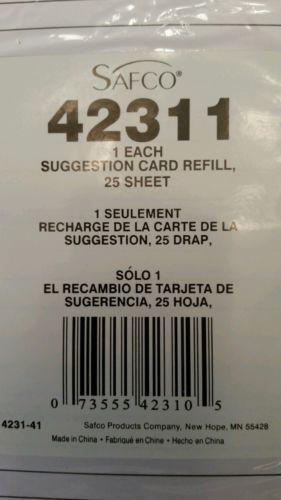 SAFCO®
42311
1 EACH
SUGGESTION CARD REFILL,
25 SHEET
1 SEULEMENT
RECHARGE DE LA CARTE DE LA
SUGGESTION, 25 DRAP,
SÓLO 1
EL RECAMBIO DE TARJETA DE
SUGERENCIA, 25 HOJA,
0 73555 42310 5
4231-41 Safco Products Company, New Hope, MN 55428
Made in China • Fabriqué en Chine • Hecho en China